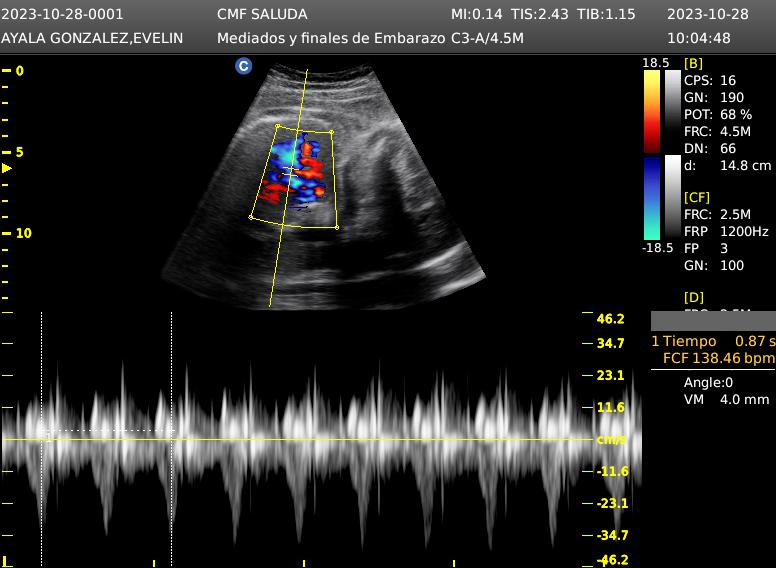 2023-10-28-0001 CMF SALUDA MI:0.14 TIS:2.43 TIB:1.15 2023-10-28
AYALA GONZALEZ,EVELIN Mediados y finales de Embarazo C3-A/4.5M 10:04:48
C
0
5
10
18.5
-18.5
[B]
CPS: 16
GN: 190
POT: 68 %
FRC: 4.5M
DN: 66
d: 14.8 cm
[CF]
FRC: 2.5M
FRP 1200Hz
FP 3
GN: 100
[D]
1 Tiempo 0.87 s
FCF 138.46 bpm
Angle:0
VM 4.0 mm
46.2
34.7
23.1
11.6
cm/s
-11.6
-23.1
-34.7
-46.2